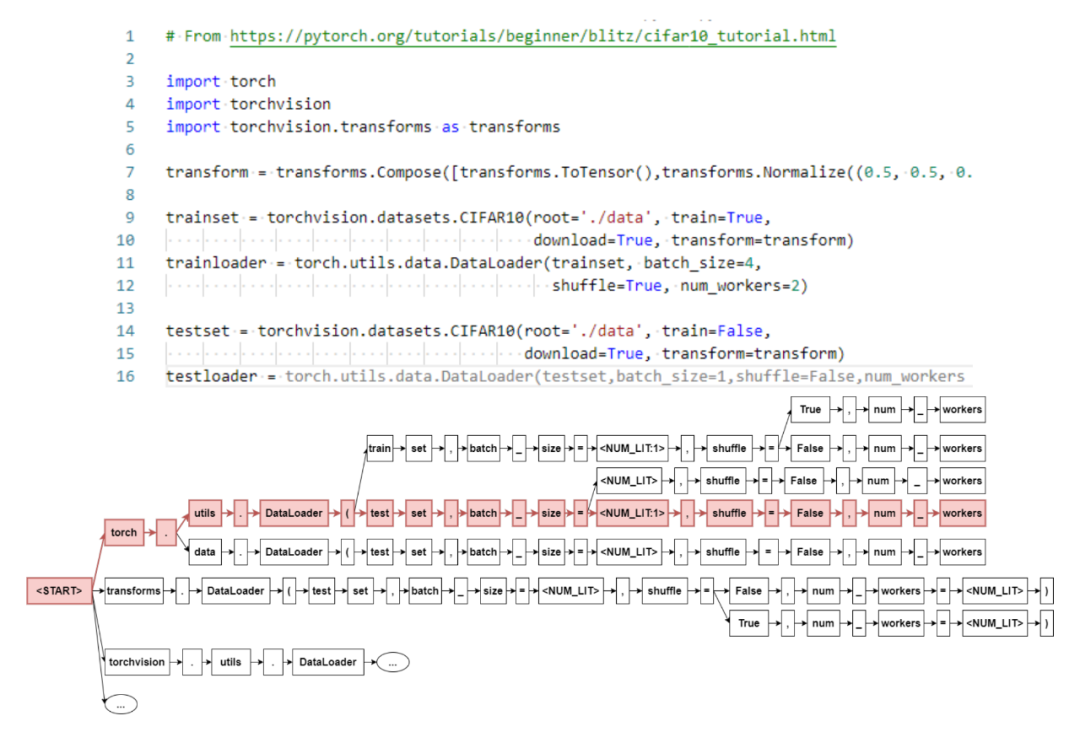 1 # From https://pytorch.org/tutorials/beginner/blitz/cifar10_tutorial.html
2
3 import torch
4 import torchvision
5 import torchvision.transforms as transforms
6
7 transform = transforms.Compose([transforms.ToTensor(),transforms.Normalize((0.5, 0.5, 0.
8
9 trainset = torchvision.datasets.CIFAR10(root='./data', train=True,
10 download=True, transform=transform)
11 trainloader = torch.utils.data.DataLoader(trainset, batch_size=4,
12 shuffle=True, num_workers=2)
13
14 testset = torchvision.datasets.CIFAR10(root='./data', train=False,
15 download=True, transform=transform)
16 testloader = torch.utils.data.DataLoader(testset,batch_size=1,shuffle=False,num_workers
True , num _ workers
train set , batch _ size = <NUM_LIT:1> , shuffle = False , num _ workers
<NUM_LIT> , shuffle = False , num _ workers
utils . DataLoader ( test set , batch _ size = <NUM_LIT:1> , shuffle = False , num _ workers
torch .
data . DataLoader ( test set , batch _ size = <NUM_LIT> , shuffle = False , num _ workers
<START> transforms . DataLoader ( test set , batch _ size = <NUM_LIT> , shuffle = False , num _ workers = <NUM_LIT> )
True , num _ workers = <NUM_LIT> )
torchvision . utils . DataLoader ...
...